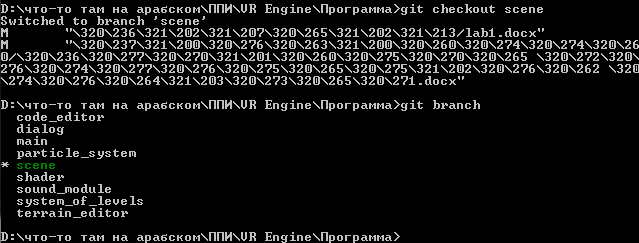 D:\что-то там на арабском\ППИ\VR Engine\Программа>git checkout scene
Switched to branch 'scene'
M       "\320\236\321\202\321\207\320\265\321\202\321\213/lab1.docx"
M       "\320\237\321\200\320\276\320\263\321\200\320\260\320\274\320\274\320\26
0/\320\236\320\277\320\270\321\201\320\260\320\275\320\270\320\265 \320\272\320\
276\320\274\320\277\320\276\320\275\320\265\320\275\321\202\320\276\320\262 \320
\274\320\276\320\264\321\203\320\273\320\265\320\271.docx"
D:\что-то там на арабском\ППИ\VR Engine\Программа>git branch
code_editor
dialog
main
particle_system
* scene
shader
sound_module
system_of_levels
terrain_editor
D:\что-то там на арабском\ППИ\VR Engine\Программа>